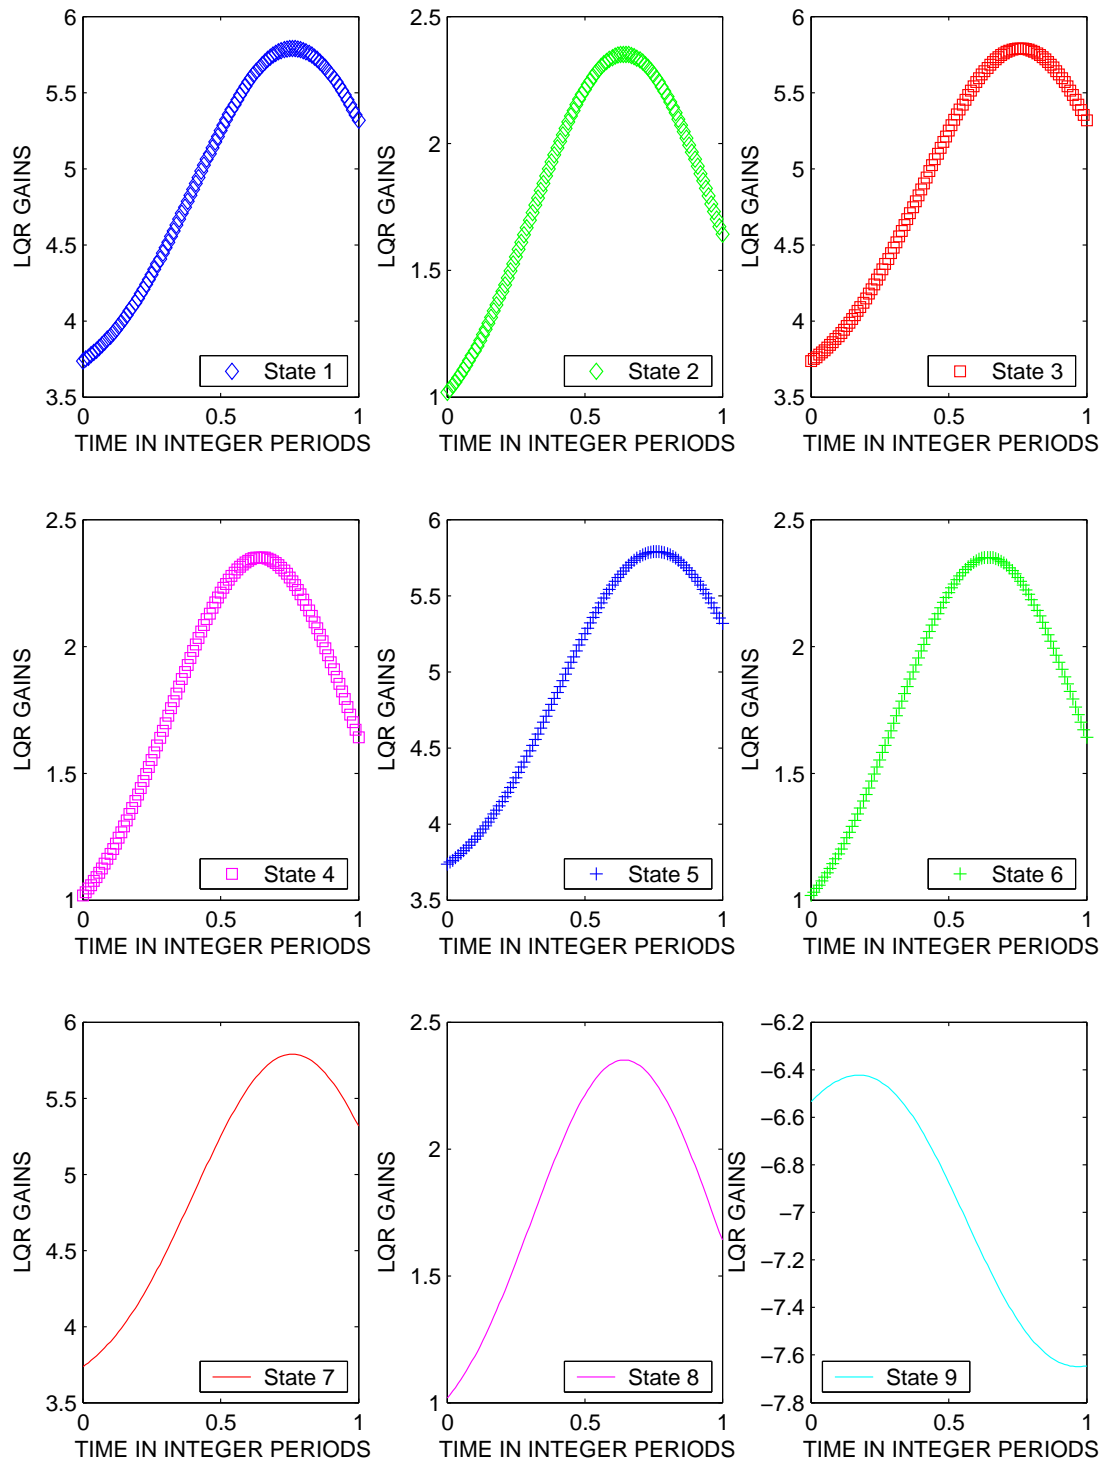 6
5.5
5
4.5
4
3.5
0 0.5 1
LQR GAINS
TIME IN INTEGER PERIODS
State 1
2.5
2
1.5
1
0 0.5 1
LQR GAINS
TIME IN INTEGER PERIODS
State 2
6
5.5
5
4.5
4
3.5
0 0.5 1
LQR GAINS
TIME IN INTEGER PERIODS
State 3
2.5
2
1.5
1
0 0.5 1
LQR GAINS
TIME IN INTEGER PERIODS
State 4
6
5.5
5
4.5
4
3.5
0 0.5 1
LQR GAINS
TIME IN INTEGER PERIODS
State 5
2.5
2
1.5
1
0 0.5 1
LQR GAINS
TIME IN INTEGER PERIODS
State 6
6
5.5
5
4.5
4
3.5
0 0.5 1
LQR GAINS
TIME IN INTEGER PERIODS
State 7
2.5
2
1.5
1
0 0.5 1
LQR GAINS
TIME IN INTEGER PERIODS
State 8
−6.2
−6.4
−6.6
−6.8
−7
−7.2
−7.4
−7.6
−7.8
0 0.5 1
LQR GAINS
TIME IN INTEGER PERIODS
State 9